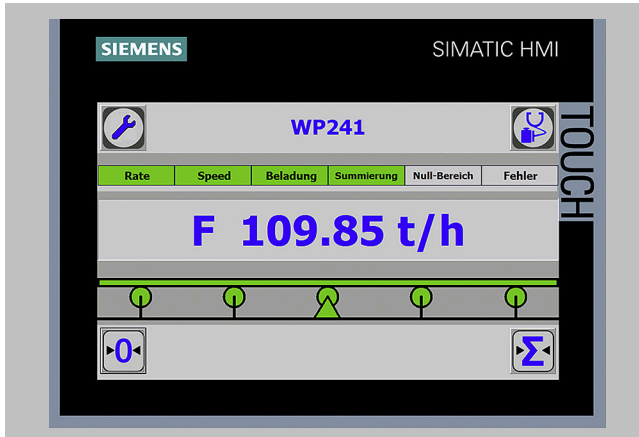 SIEMENS
SIMATIC HMI
TOUCH
WP241
Rate Speed Beladung Summierung Null-Bereich Fehler
F 109.85 t/h
0 Σ